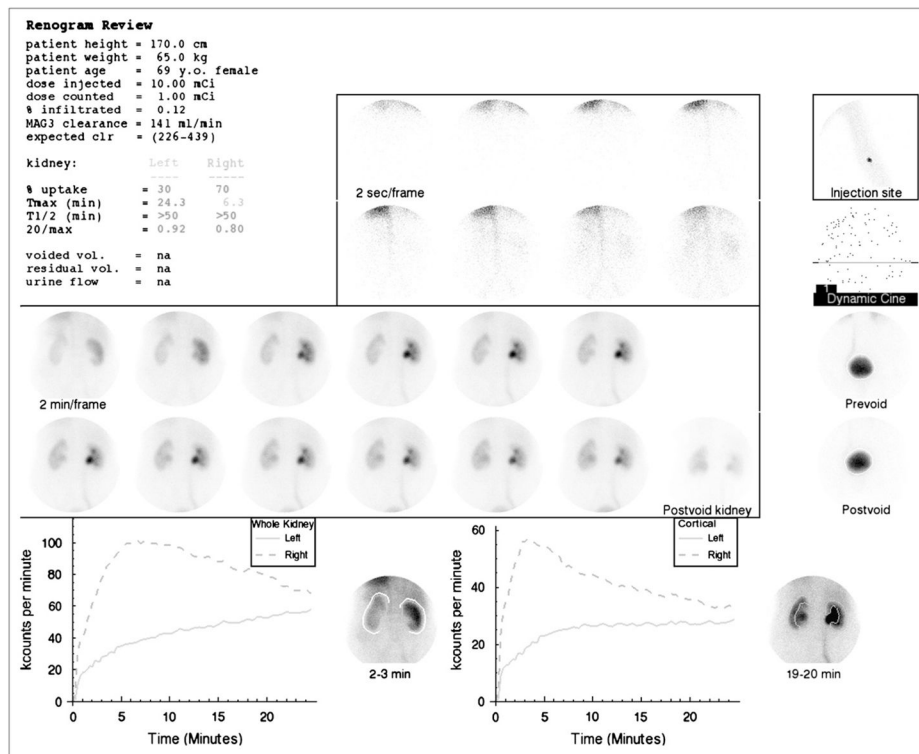 Renogram Review
patient height = 170.0 cm
patient weight = 65.0 kg
patient age = 69 y.o. female
dose injected = 10.00 mCi
dose counted = 1.00 mCi
% infiltrated = 0.12
MAG3 clearance = 141 ml/min
expected clr = (226-439)
kidney: Left Right
% uptake = 30 70
Tmax (min) = 24.3 6.3
T1/2 (min) = >50 >50
20/max = 0.92 0.80
voided vol. = na
residual vol. = na
urine flow = na
2 sec/frame
Injection site
1
Dynamic Cine
2 min/frame
Prevoid
Postvoid kidney
Postvoid
Whole Kidney
Left
Right
kcounts per minute
100
80
60
40
20
0
0 5 10 15 20
Time (Minutes)
2-3 min
Cortical
Left
Right
kcounts per minute
60
40
20
0
0 5 10 15 20
Time (Minutes)
19-20 min